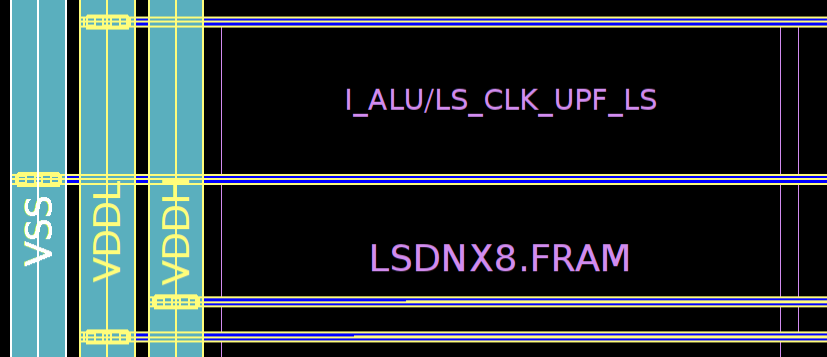 I_ALU/LS_CLK_UPF_LS
VSS
VDDL
VDDH
LSDNX8.FRAM